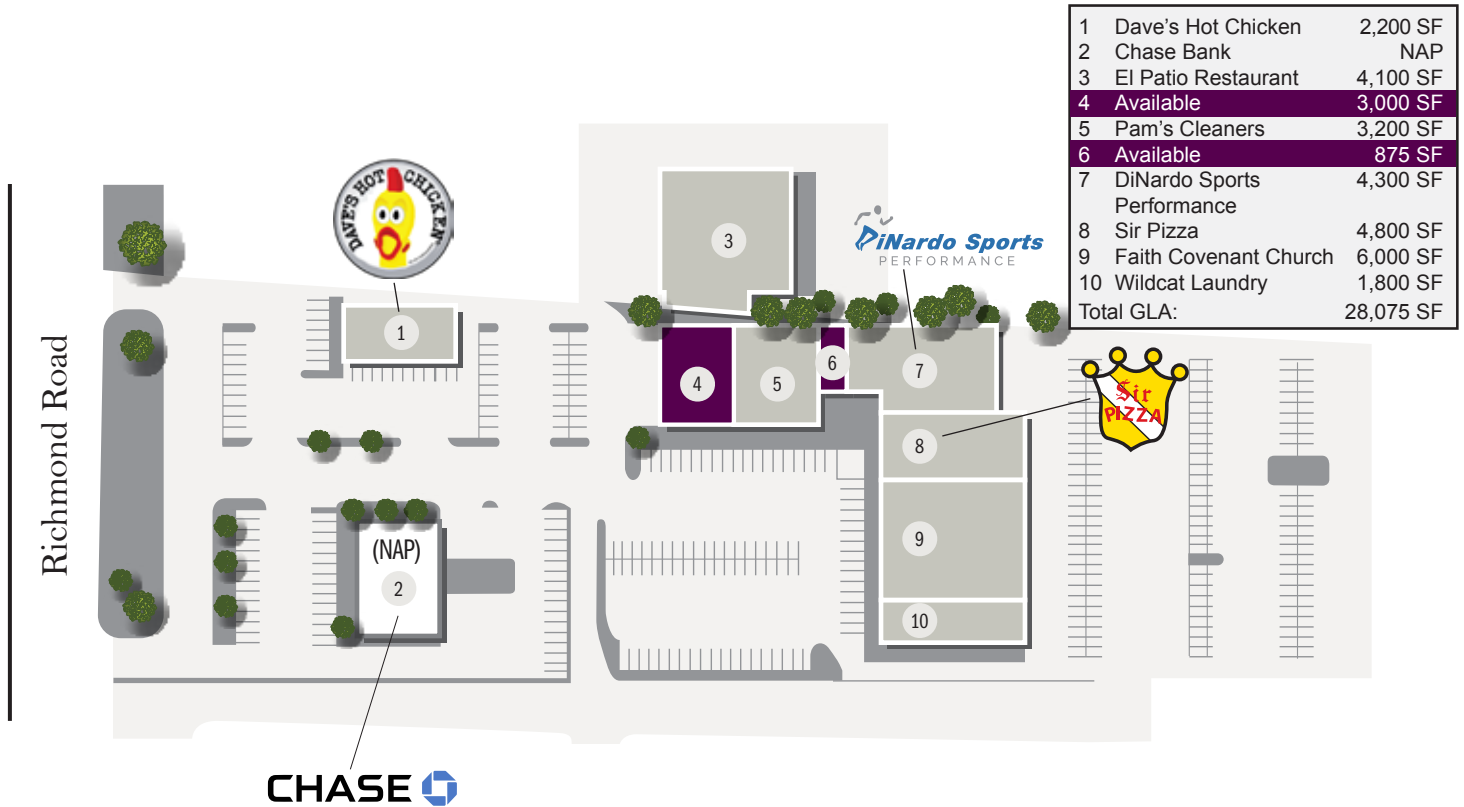 1 Dave's Hot Chicken 2,200 SF
2 Chase Bank NAP
3 El Patio Restaurant 4,100 SF
4 Available 3,000 SF
5 Pam's Cleaners 3,200 SF
6 Available 875 SF
7 DiNardo Sports 4,300 SF
Performance
8 Sir Pizza 4,800 SF
9 Faith Covenant Church 6,000 SF
10 Wildcat Laundry 1,800 SF
Total GLA: 28,075 SF
DAVE'S HOT CHICKEN
DiNardo Sports
PERFORMANCE
3
1
6
7
4
5
Sir
PIZZA
8
Richmond Road
9
(NAP)
2
10
CHASE